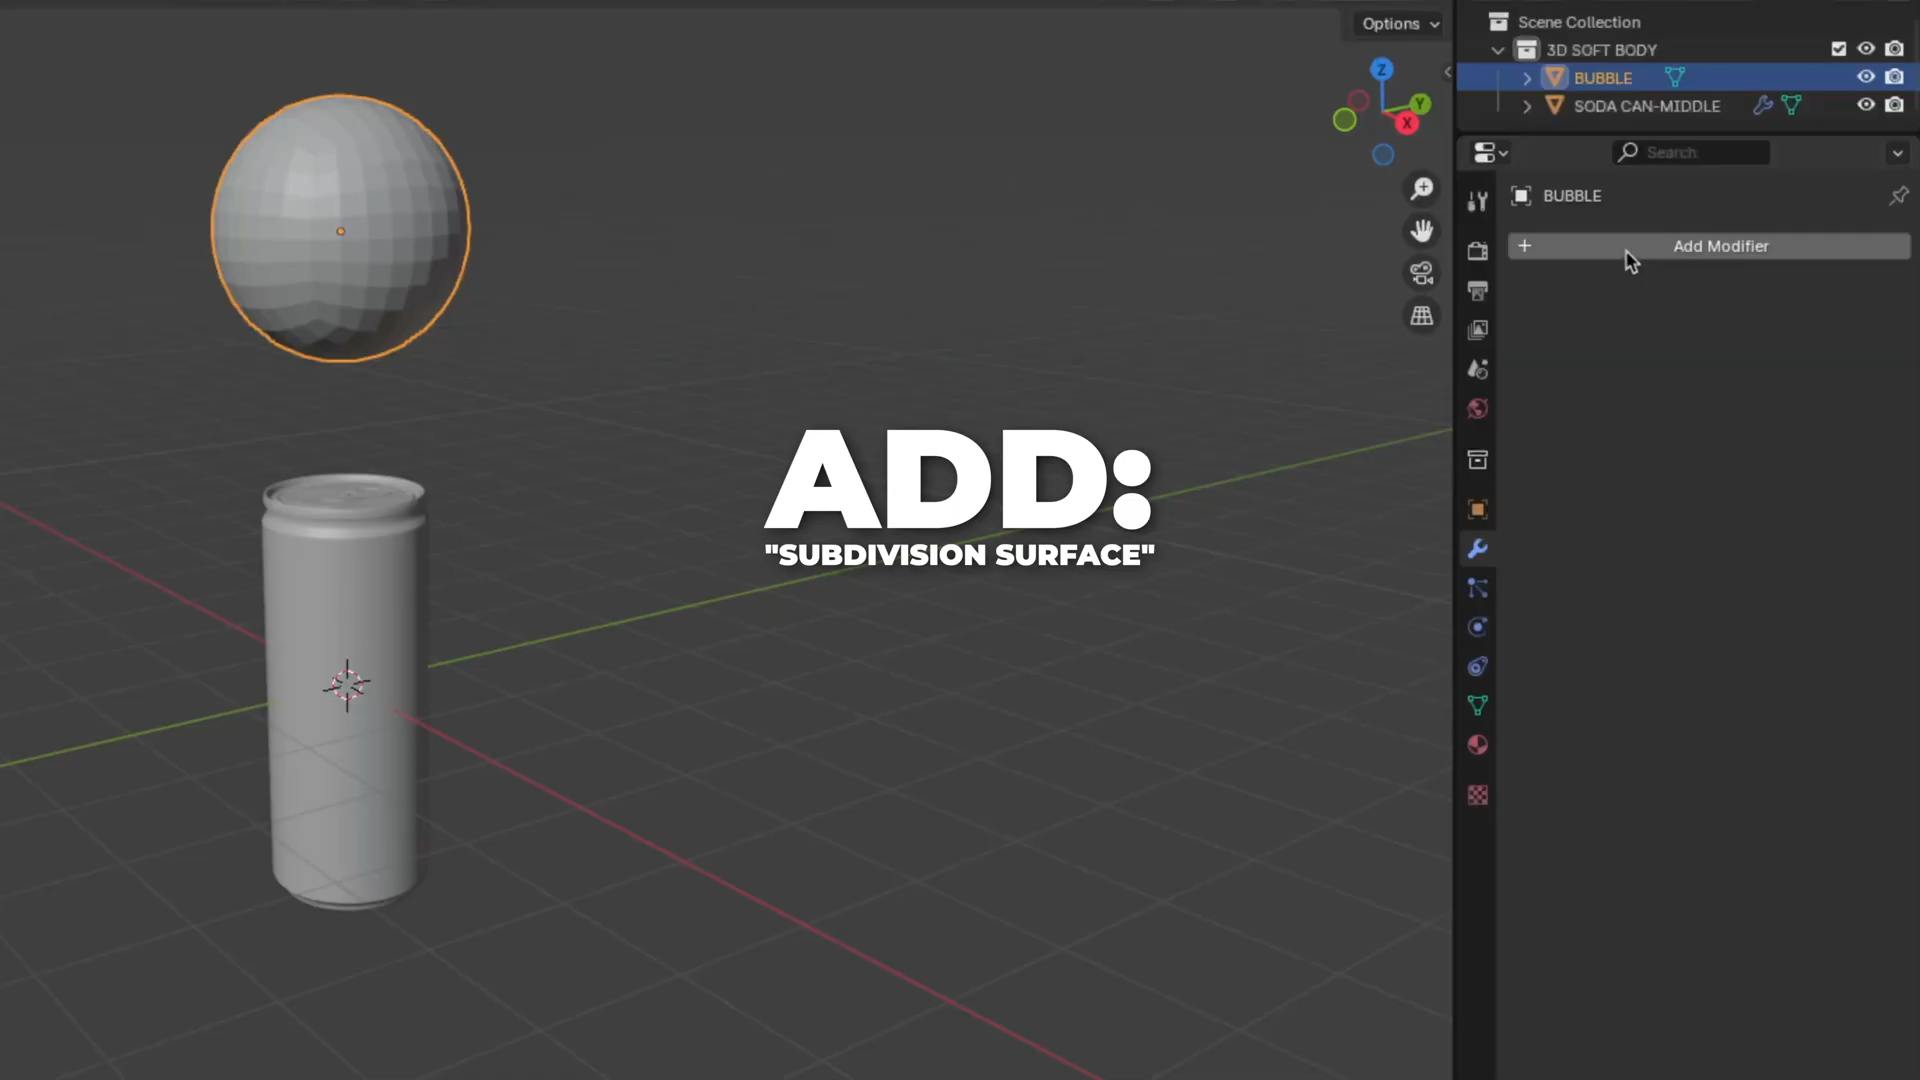 Options
Scene Collection
3D SOFT BODY
BUBBLE
SODA CAN-MIDDLE
Z
Y
X
Search
BUBBLE
+ Add Modifier
ADD:
"SUBDIVISION SURFACE"